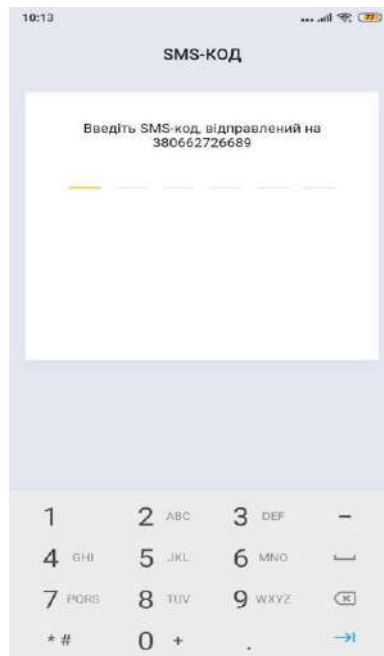 10:13
... 77
SMS-КОД
Введіть SMS-код, відправлений на
380662726689
1 2 ABC 3 DEF –
4 GHI 5 JKL 6 MNO
7 PQRS 8 TUV 9 WXYZ
* # 0 + .